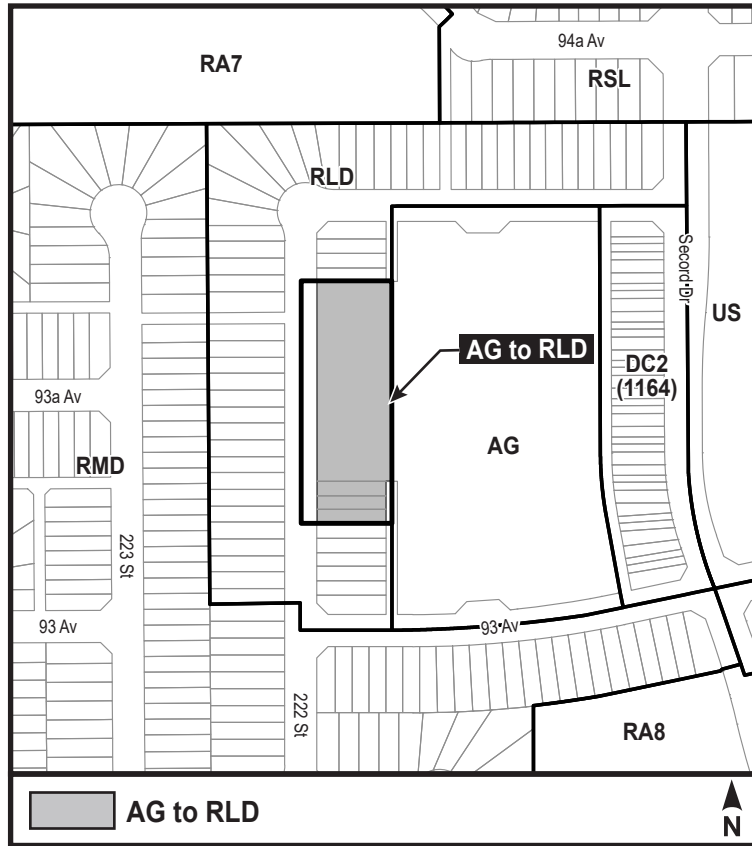 94a Av
RA7
RSL
RLD
Secord Dr
US
AG to RLD
DC2
(1164)
93a Av
AG
RMD
223 St
93 Av
93 Av
222 St
RA8
AG to RLD
N